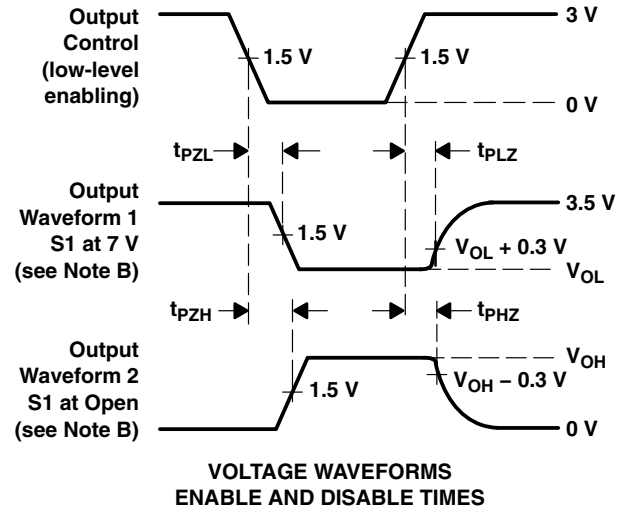 Output
Control
(low-level
enabling)
1.5 V
1.5 V
3 V
0 V
tPZL
tPLZ
Output
Waveform 1
S1 at 7 V
(see Note B)
1.5 V
3.5 V
VOL + 0.3 V
VOL
tPZH
tPHZ
Output
Waveform 2
S1 at Open
(see Note B)
1.5 V
VOH
VOH − 0.3 V
0 V
VOLTAGE WAVEFORMS
ENABLE AND DISABLE TIMES